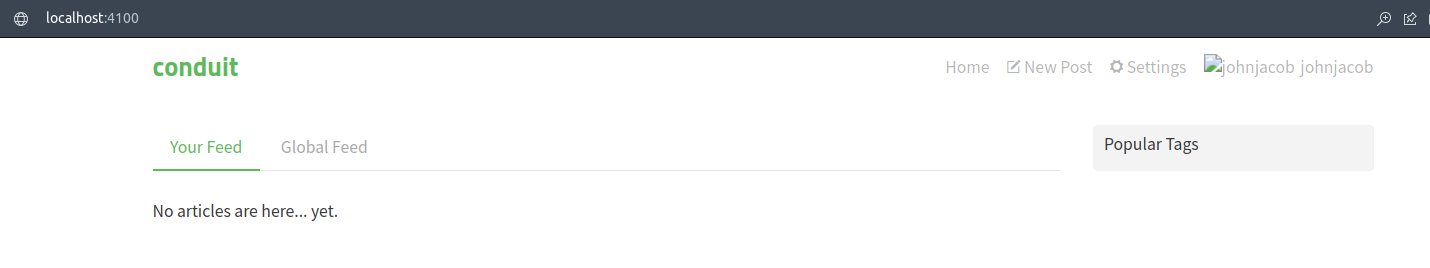 localhost:4100
conduit Home New Post Settings johnjacob johnjacob
Your Feed Global Feed Popular Tags
No articles are here... yet.